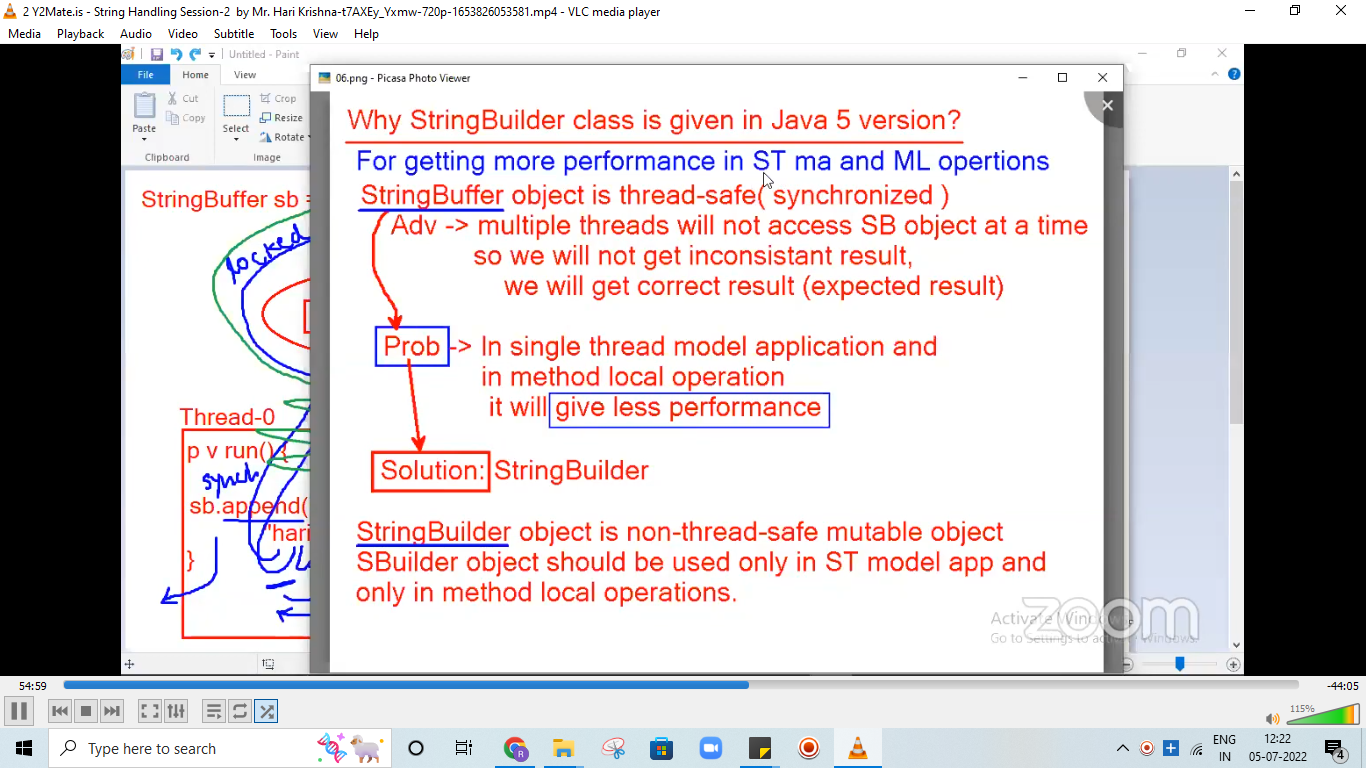 2 Y2Mate.is - String Handling Session-2 by Mr. Hari Krishna-t7AXEy_Yxmw-720p-1653826053581.mp4 - VLC media player
Media Playback Audio Video Subtitle Tools View Help
Untitled - Paint
File Home View
Paste
Cut
Copy
Clipboard
Select
Crop
Resize
Rotate
Image
StringBuffer sb =
Locked
Thread-0
p v run() {
synch
sb.append(
"hari
}
06.png - Picasa Photo Viewer
Why StringBuilder class is given in Java 5 version?
For getting more performance in ST ma and ML opertions
StringBuffer object is thread-safe( synchronized )
Adv -> multiple threads will not access SB object at a time
so we will not get inconsistant result,
we will get correct result (expected result)
Prob -> In single thread model application and
in method local operation
it will give less performance
Solution: StringBuilder
StringBuilder object is non-thread-safe mutable object
SBuilder object should be used only in ST model app and
only in method local operations.
Activate Windows
Go to Settings to activate Windows.
zoom
54:59
-44:05
115%
Type here to search
ENG
IN
12:22
05-07-2022
4